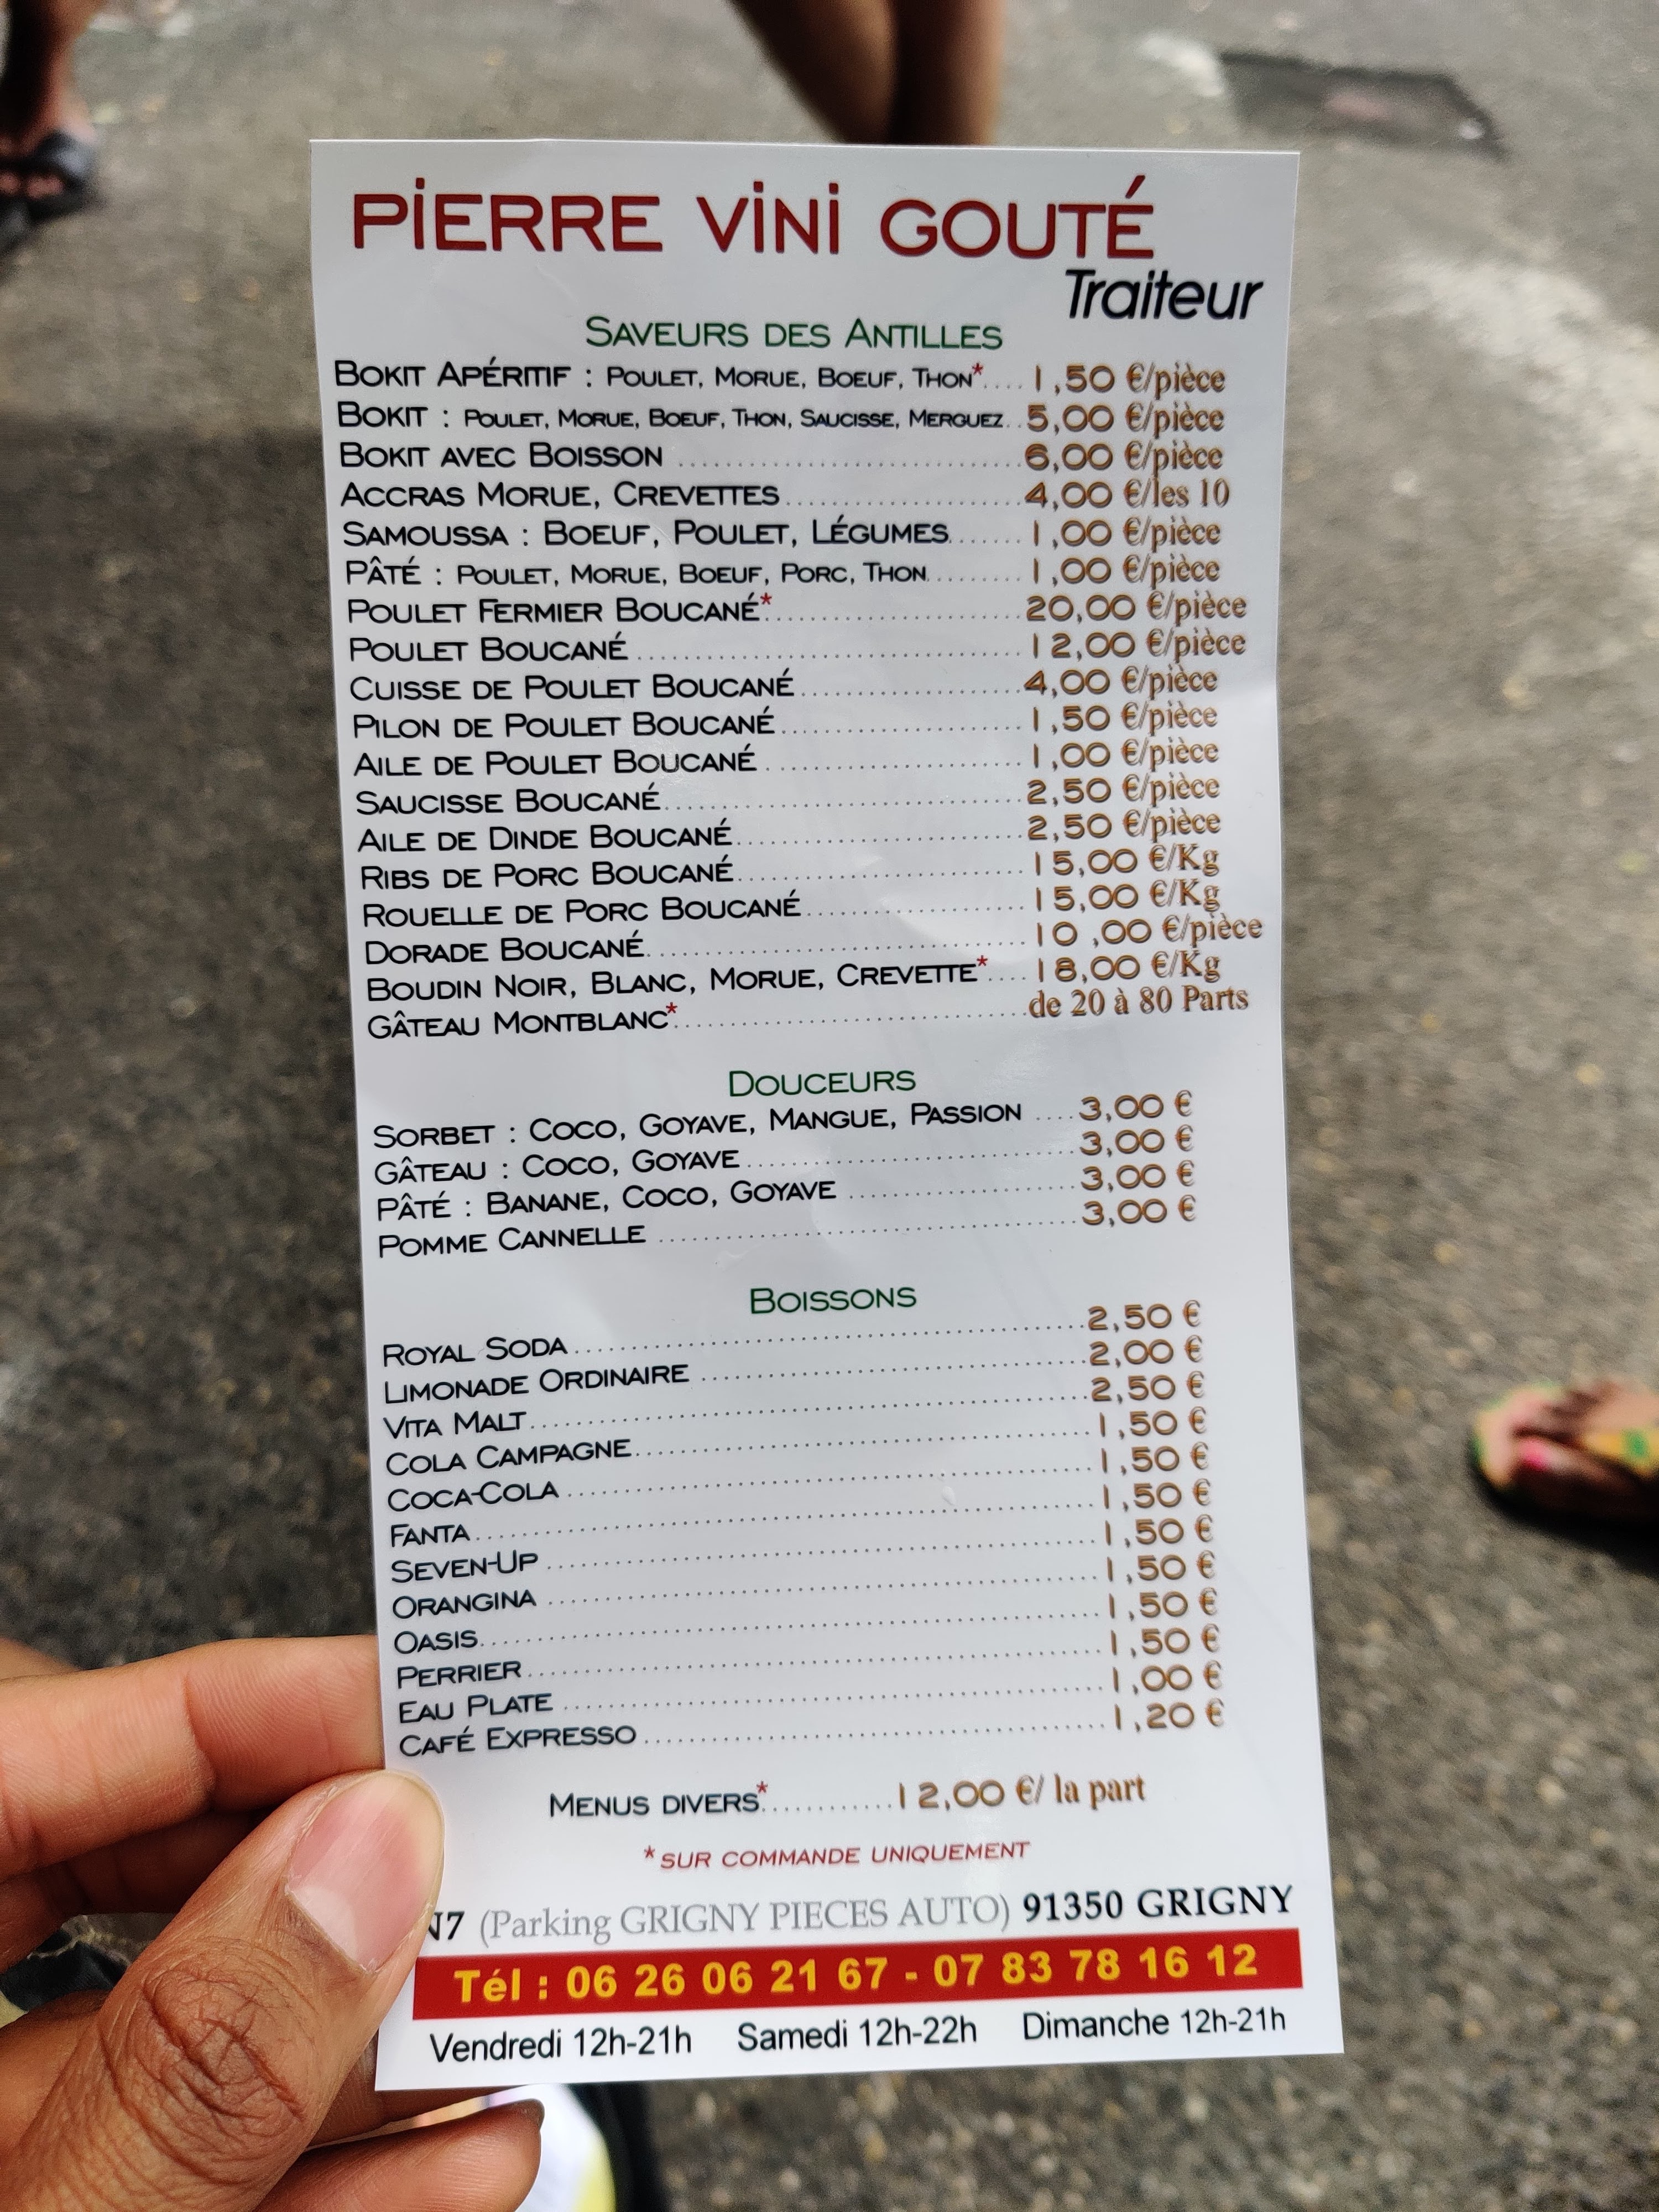 PIERRE VINI GOUTÉ
Traiteur
SAVEURS DES ANTILLES
BOKIT APÉRITIF : POULET, MORUE, BOEUF, THON*.... 1,50 €/pièce
BOKIT : POULET, MORUE, BOEUF, THON, SAUCISSE, MERGUEZ.. 5,00 €/pièce
BOKIT AVEC BOISSON ........ 6,00 €/pièce
ACCRAS MORUE, CREVETTES........ 4,00 €/les 10
SAMOUSSA : BOEUF, POULET, LÉGUMES....... 1,00 €/pièce
PÂTÉ : POULET, MORUE, BOEUF, PORC, THON......... 1,00 €/pièce
POULET FERMIER BOUCANÉ*........ 20,00 €/pièce
POULET BOUCANÉ ........ 12,00 €/pièce
CUISSE DE POULET BOUCANÉ........ 4,00 €/pièce
PILON DE POULET BOUCANÉ........ 1,50 €/pièce
AILE DE POULET BOUCANÉ ........ 1,00 €/pièce
SAUCISSE BOUCANÉ........ 2,50 €/pièce
AILE DE DINDE BOUCANÉ........ 2,50 €/pièce
RIBS DE PORC BOUCANÉ........ 15,00 €/Kg
ROUELLE DE PORC BOUCANÉ........ 15,00 €/Kg
DORADE BOUCANÉ........ 10 ,00 €/pièce
BOUDIN NOIR, BLANC, MORUE, CREVETTE*.... 18,00 €/Kg
GÂTEAU MONTBLANC*........ de 20 à 80 Parts
DOUCEURS
SORBET : COCO, GOYAVE, MANGUE, PASSION .... 3,00 €
GÂTEAU : COCO, GOYAVE........ 3,00 €
PÂTÉ : BANANE, COCO, GOYAVE ........ 3,00 €
POMME CANNELLE ........ 3,00 €
BOISSONS
ROYAL SODA........ 2,50 €
LIMONADE ORDINAIRE ........ 2,00 €
VITA MALT........ 2,50 €
COLA CAMPAGNE........ 1,50 €
COCA-COLA ........ 1,50 €
FANTA........ 1,50 €
SEVEN-UP ........ 1,50 €
ORANGINA ........ 1,50 €
OASIS........ 1,50 €
PERRIER........ 1,50 €
EAU PLATE ........ 1,00 €
CAFÉ EXPRESSO ........ 1,20 €
MENUS DIVERS*............ 12,00 €/ la part
* SUR COMMANDE UNIQUEMENT
N7 (Parking GRIGNY PIECES AUTO) 91350 GRIGNY
Tél : 06 26 06 21 67 - 07 83 78 16 12
Vendredi 12h-21h Samedi 12h-22h Dimanche 12h-21h